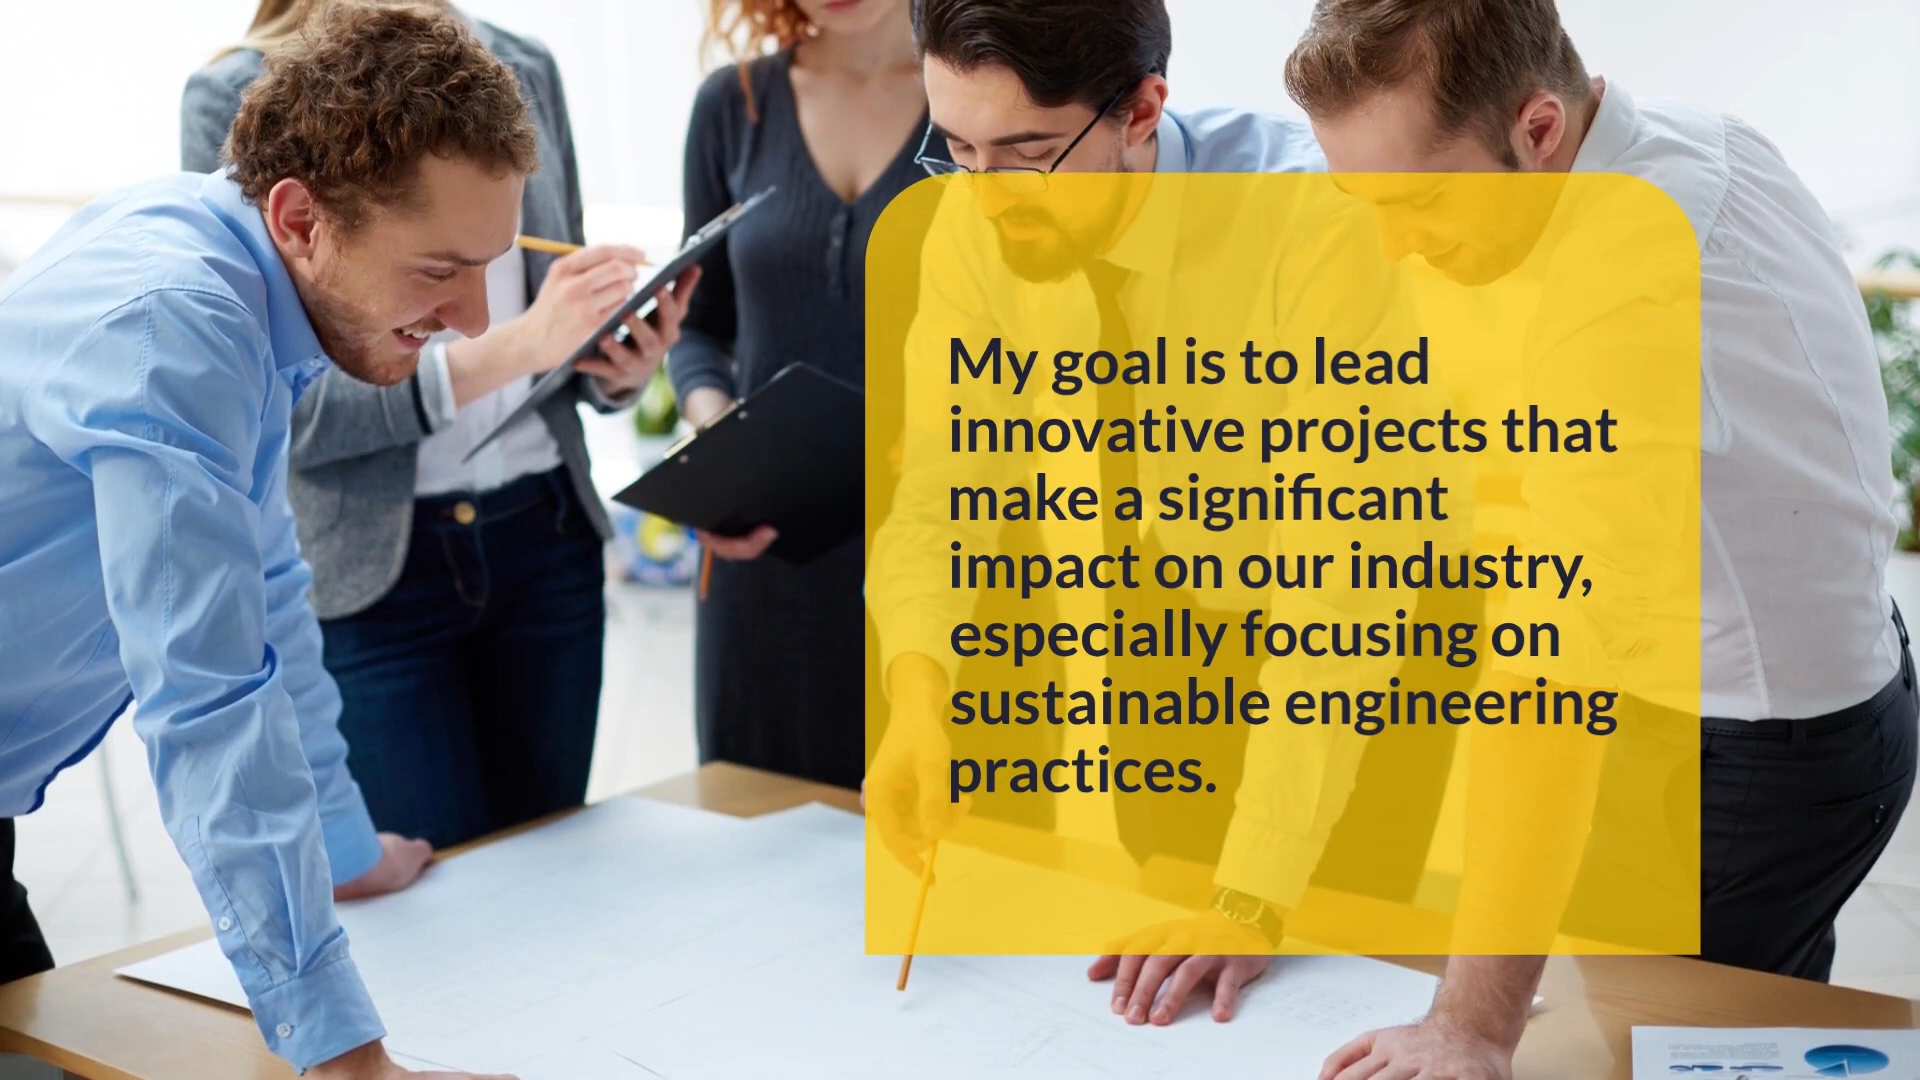 My goal is to lead
innovative projects that
make a significant
impact on our industry,
especially focusing on
sustainable engineering
practices.